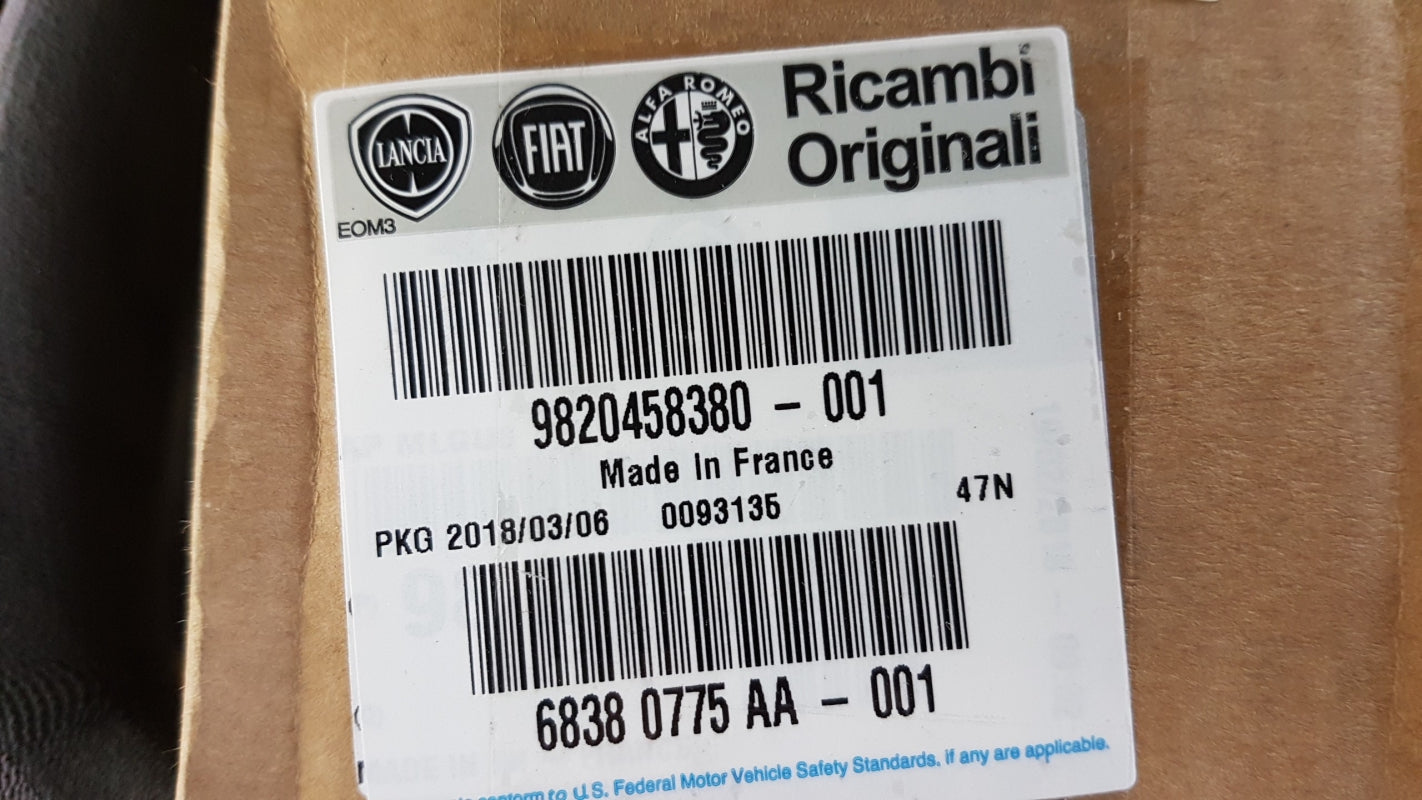 LANCIA
FIAT
ALFA ROMEO
Ricambi
Originali
EOM3
9820458380 – 001
Made In France
PKG 2018/03/06 0093135 47N
6838 0775 AA – 001
conform to U.S. Federal Motor Vehicle Safety Standards, if any are applicable.